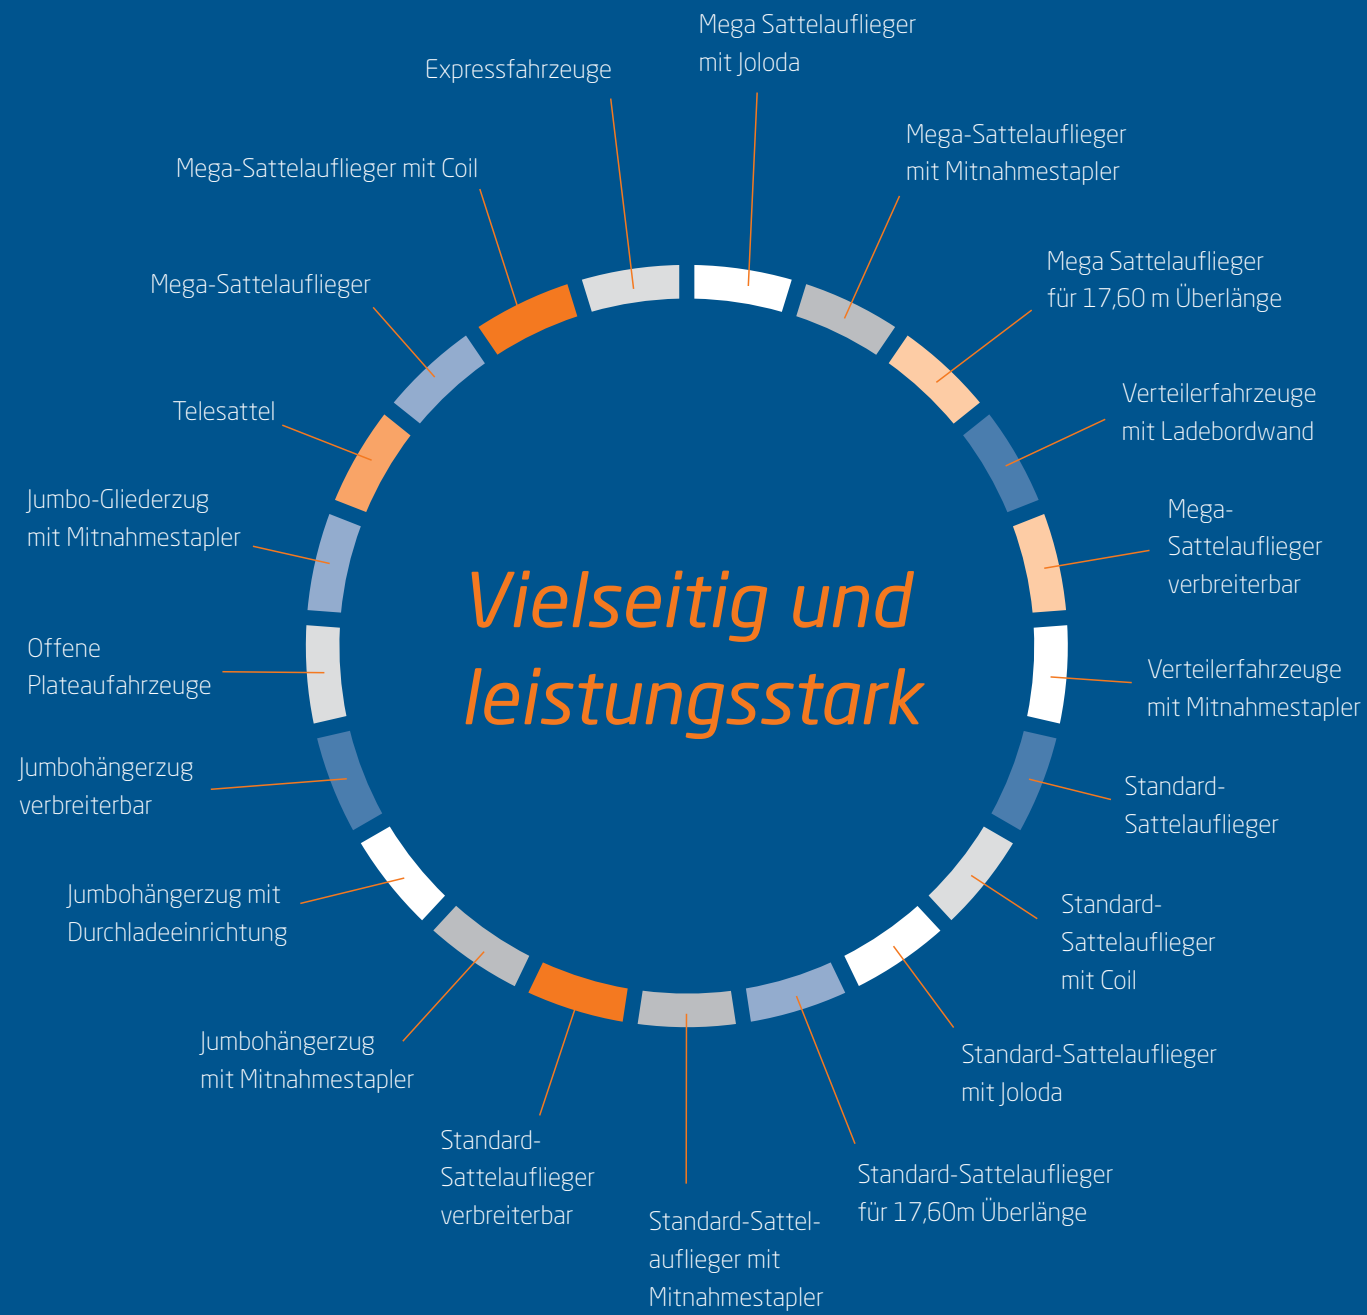 Mega Sattelauflieger
mit Joloda
Expressfahrzeuge
Mega-Sattelauflieger
mit Mitnahmestapler
Mega-Sattelauflieger mit Coil
Mega Sattelauflieger
für 17,60 m Überlänge
Mega-Sattelauflieger
Verteilerfahrzeuge
mit Ladebordwand
Telesattel
Mega-
Sattelauflieger
verbreiterbar
Jumbo-Gliederzug
mit Mitnahmestapler
Vielseitig und
leistungsstark
Offene
Plateaufahrzeuge
Verteilerfahrzeuge
mit Mitnahmestapler
Jumbohängerzug
verbreiterbar
Standard-
Sattelauflieger
Jumbohängerzug mit
Durchladeeinrichtung
Standard-
Sattelauflieger
mit Coil
Jumbohängerzug
mit Mitnahmestapler
Standard-Sattelauflieger
mit Joloda
Standard-
Sattelauflieger
verbreiterbar
Standard-Sattelauflieger
für 17,60m Überlänge
Standard-Sattel-
auflieger mit
Mitnahmestapler